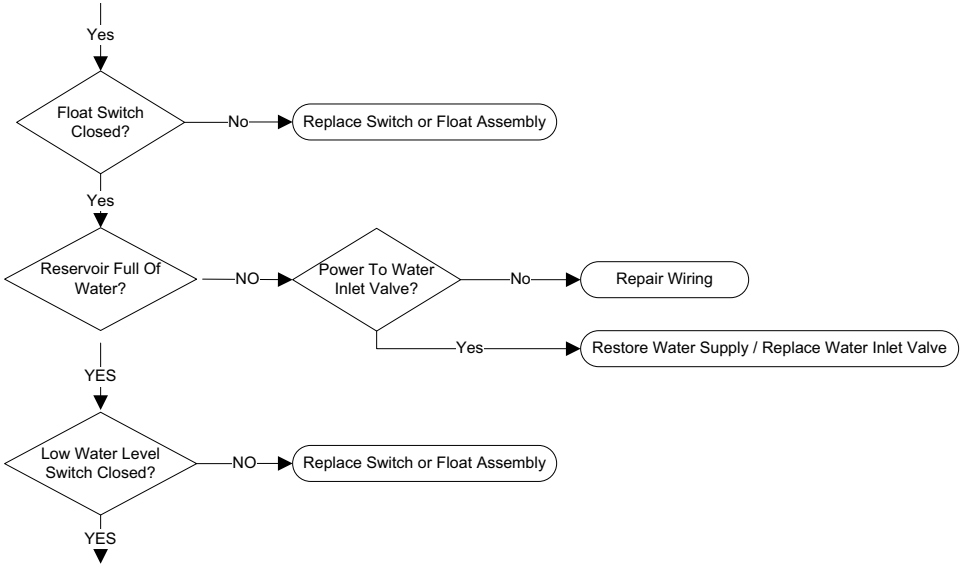 Yes
Float Switch
Closed?
No
Replace Switch or Float Assembly
Yes
Reservoir Full Of
Water?
NO
Power To Water
Inlet Valve?
No
Repair Wiring
Yes
Restore Water Supply / Replace Water Inlet Valve
YES
Low Water Level
Switch Closed?
NO
Replace Switch or Float Assembly
YES